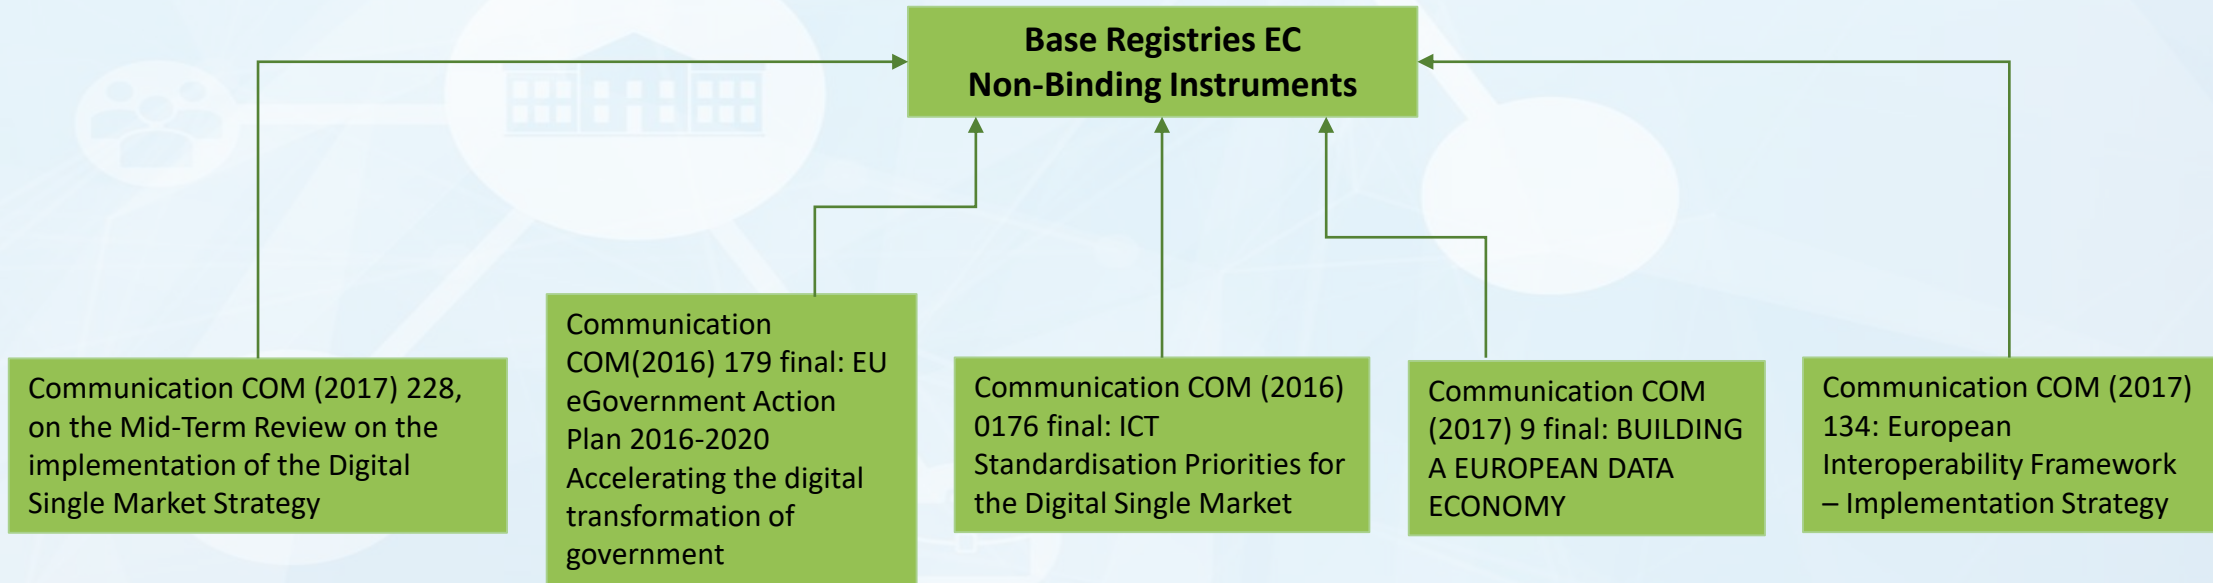 Base Registries EC
Non-Binding Instruments
Communication COM (2017) 228,
on the Mid-Term Review on the
implementation of the Digital
Single Market Strategy
Communication
COM(2016) 179 final: EU
eGovernment Action
Plan 2016-2020
Accelerating the digital
transformation of
government
Communication COM (2016)
0176 final: ICT
Standardisation Priorities for
the Digital Single Market
Communication COM
(2017) 9 final: BUILDING
A EUROPEAN DATA
ECONOMY
Communication COM (2017)
134: European
Interoperability Framework
– Implementation Strategy